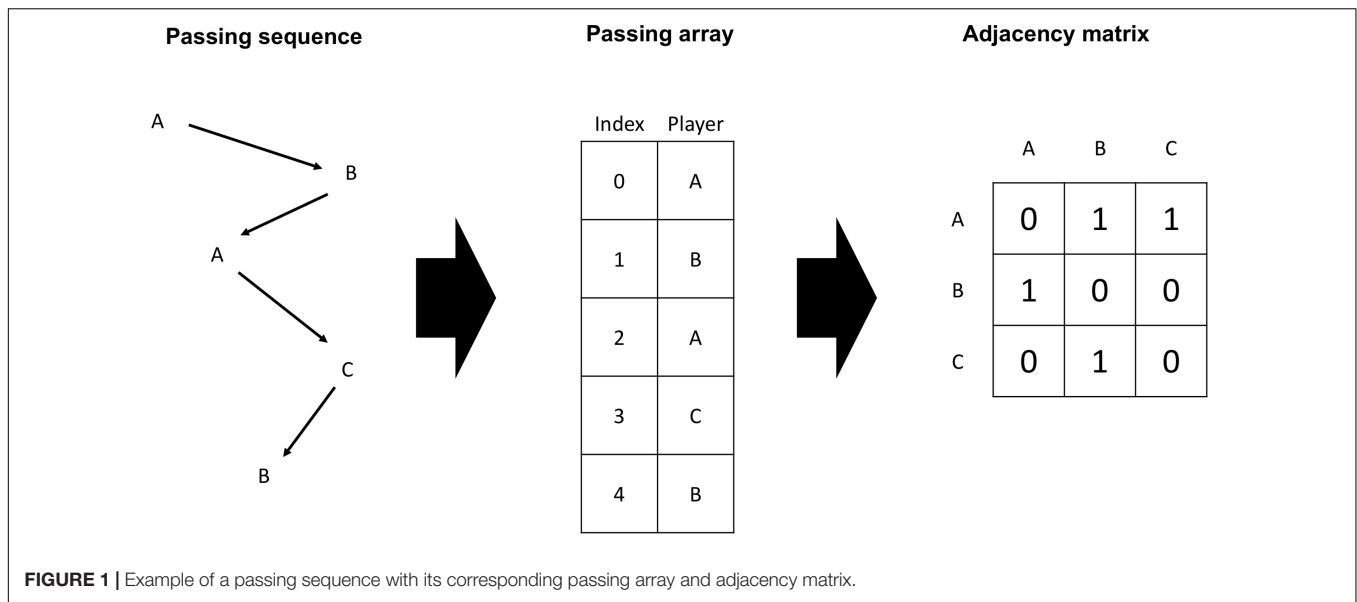 Passing sequence
Passing array
Adjacency matrix
A
B
A
C
B
Index Player
0 A
1 B
2 A
3 C
4 B
A B C
A 0 1 1
B 1 0 0
C 0 1 0
FIGURE 1 | Example of a passing sequence with its corresponding passing array and adjacency matrix.